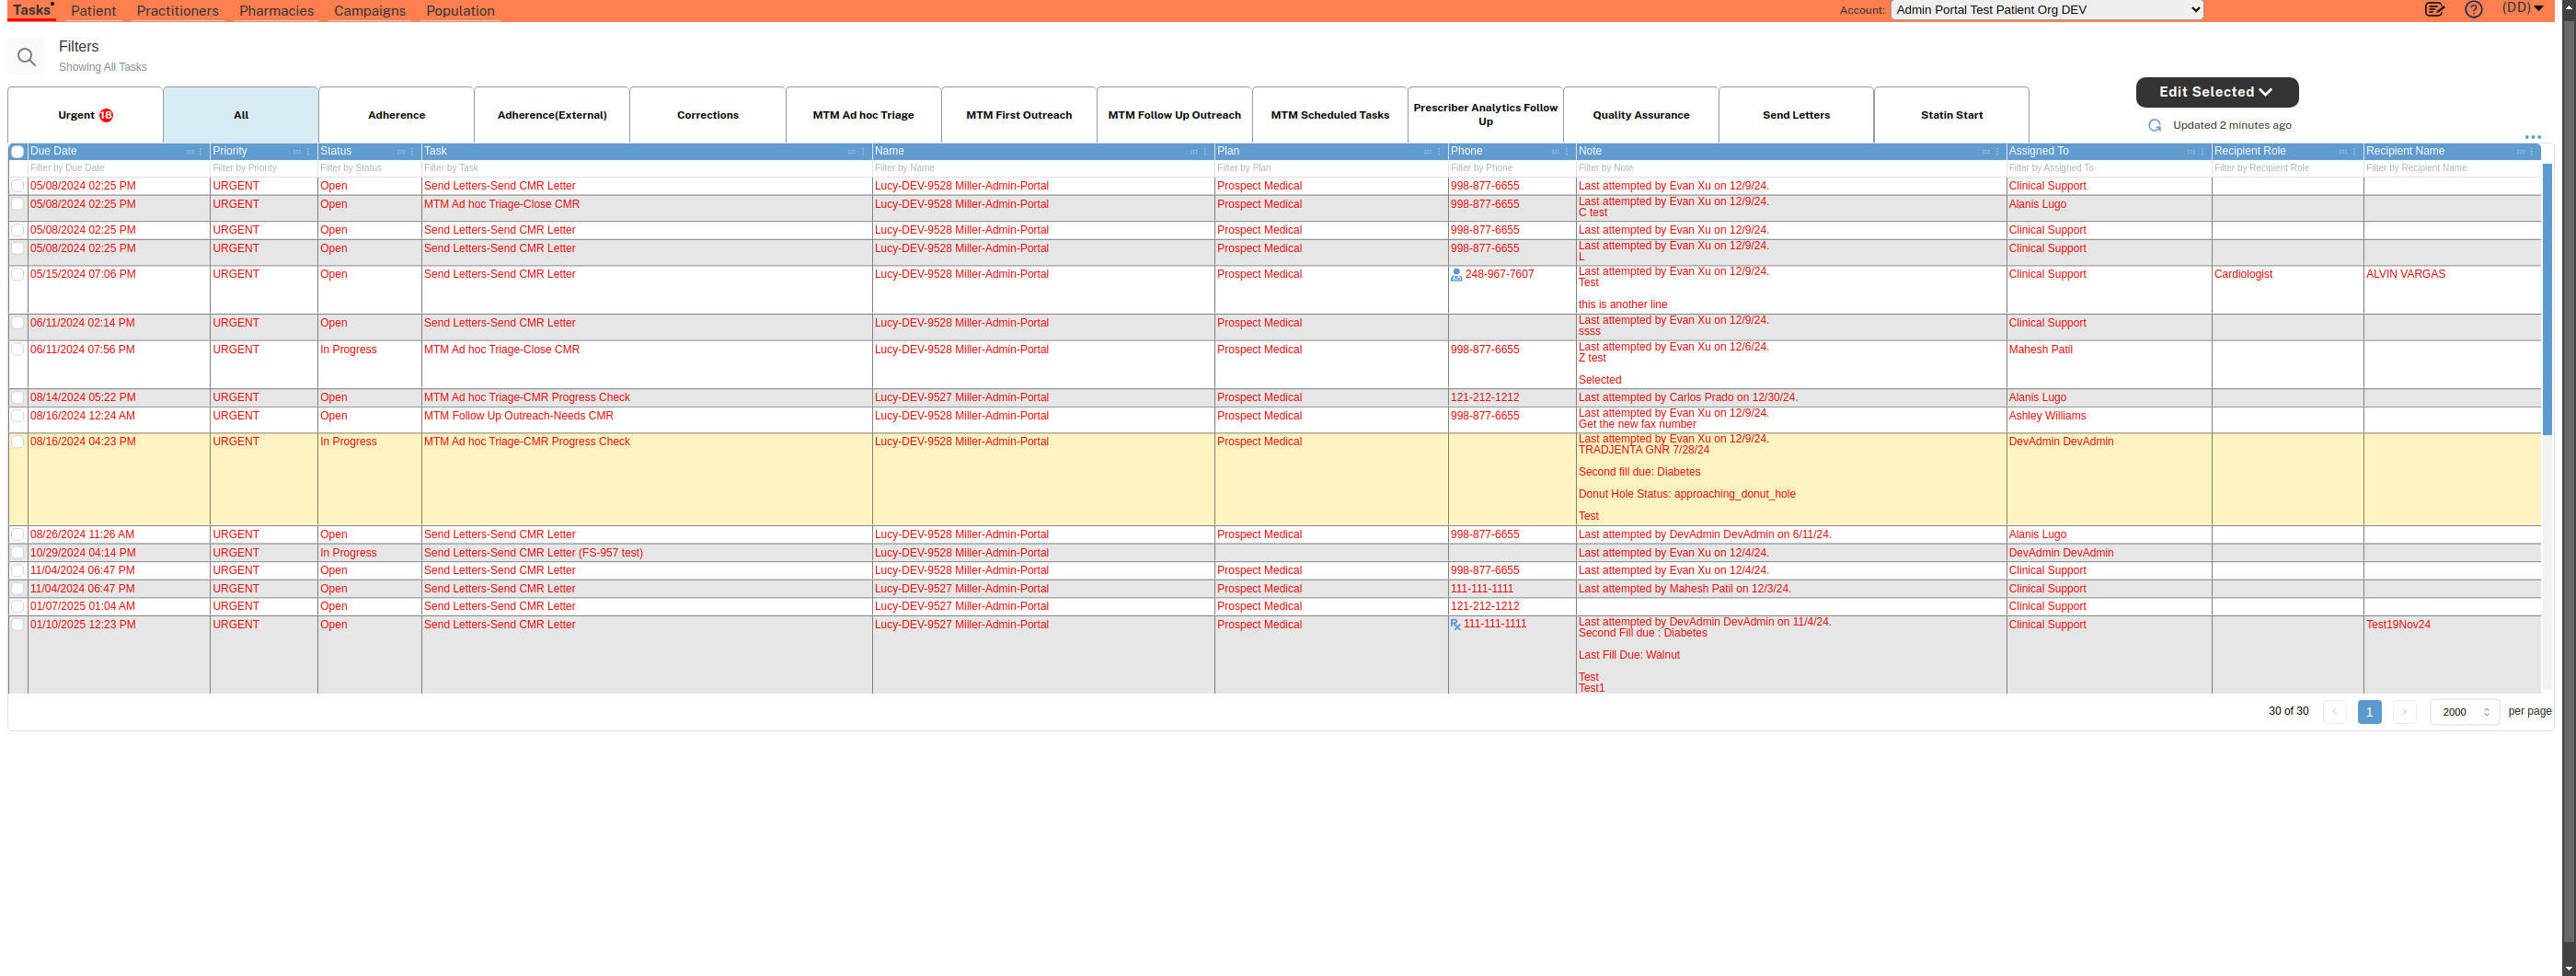 Tasks Patient Practitioners Pharmacies Campaigns Population Account: Admin Portal Test Patient Org DEV (DD)
Filters
Showing All Tasks
Urgent 18 All Adherence Adherence(External) Corrections MTM Ad hoc Triage MTM First Outreach MTM Follow Up Outreach MTM Scheduled Tasks Prescriber Analytics Follow Up Quality Assurance Send Letters Statin Start
Edit Selected
Updated 2 minutes ago
Due Date Priority Status Task Name Plan Phone Note Assigned To Recipient Role Recipient Name
Filter by Due Date Filter by Priority Filter by Status Filter by Task Filter by Name Filter by Plan Filter by Phone Filter by Note Filter by Assigned To Filter by Recipient Role Filter by Recipient Name
05/08/2024 02:25 PM URGENT Open Send Letters-Send CMR Letter Lucy-DEV-9528 Miller-Admin-Portal Prospect Medical 998-877-6655 Last attempted by Evan Xu on 12/9/24. Clinical Support
05/08/2024 02:25 PM URGENT Open MTM Ad hoc Triage-Close CMR Lucy-DEV-9528 Miller-Admin-Portal Prospect Medical 998-877-6655 Last attempted by Evan Xu on 12/9/24. Alanis Lugo
C test
05/08/2024 02:25 PM URGENT Open Send Letters-Send CMR Letter Lucy-DEV-9528 Miller-Admin-Portal Prospect Medical 998-877-6655 Last attempted by Evan Xu on 12/9/24. Clinical Support
05/08/2024 02:25 PM URGENT Open Send Letters-Send CMR Letter Lucy-DEV-9528 Miller-Admin-Portal Prospect Medical 998-877-6655 Last attempted by Evan Xu on 12/9/24. Clinical Support
L
05/15/2024 07:06 PM URGENT Open Send Letters-Send CMR Letter Lucy-DEV-9528 Miller-Admin-Portal Prospect Medical 248-967-7607 Last attempted by Evan Xu on 12/9/24. Clinical Support Cardiologist ALVIN VARGAS
Test
this is another line
06/11/2024 02:14 PM URGENT Open Send Letters-Send CMR Letter Lucy-DEV-9528 Miller-Admin-Portal Prospect Medical Last attempted by Evan Xu on 12/9/24. Clinical Support
ssss
06/11/2024 07:56 PM URGENT In Progress MTM Ad hoc Triage-Close CMR Lucy-DEV-9528 Miller-Admin-Portal Prospect Medical 998-877-6655 Last attempted by Evan Xu on 12/6/24. Mahesh Patil
Z test
Selected
08/14/2024 05:22 PM URGENT Open MTM Ad hoc Triage-CMR Progress Check Lucy-DEV-9527 Miller-Admin-Portal Prospect Medical 121-212-1212 Last attempted by Carlos Prado on 12/30/24. Alanis Lugo
08/16/2024 12:24 AM URGENT Open MTM Follow Up Outreach-Needs CMR Lucy-DEV-9528 Miller-Admin-Portal Prospect Medical 998-877-6655 Last attempted by Evan Xu on 12/9/24. Ashley Williams
Get the new fax number
08/16/2024 04:23 PM URGENT In Progress MTM Ad hoc Triage-CMR Progress Check Lucy-DEV-9528 Miller-Admin-Portal Prospect Medical Last attempted by Evan Xu on 12/9/24. DevAdmin DevAdmin
TRADJENTA GNR 7/28/24
Second fill due: Diabetes
Donut Hole Status: approaching_donut_hole
Test
08/26/2024 11:26 AM URGENT Open Send Letters-Send CMR Letter Lucy-DEV-9528 Miller-Admin-Portal Prospect Medical 998-877-6655 Last attempted by DevAdmin DevAdmin on 6/11/24. Alanis Lugo
10/29/2024 04:14 PM URGENT In Progress Send Letters-Send CMR Letter (FS-957 test) Lucy-DEV-9528 Miller-Admin-Portal Last attempted by Evan Xu on 12/4/24. DevAdmin DevAdmin
11/04/2024 06:47 PM URGENT Open Send Letters-Send CMR Letter Lucy-DEV-9528 Miller-Admin-Portal Prospect Medical 998-877-6655 Last attempted by Evan Xu on 12/4/24. Clinical Support
11/04/2024 06:47 PM URGENT Open Send Letters-Send CMR Letter Lucy-DEV-9527 Miller-Admin-Portal Prospect Medical 111-111-1111 Last attempted by Mahesh Patil on 12/3/24. Clinical Support
01/07/2025 01:04 AM URGENT Open Send Letters-Send CMR Letter Lucy-DEV-9527 Miller-Admin-Portal Prospect Medical 121-212-1212 Clinical Support
01/10/2025 12:23 PM URGENT Open Send Letters-Send CMR Letter Lucy-DEV-9527 Miller-Admin-Portal Prospect Medical 111-111-1111 Last attempted by DevAdmin DevAdmin on 11/4/24. Clinical Support Test19Nov24
Second Fill due : Diabetes
Last Fill Due: Walnut
Test
Test1
30 of 30 1 2000 per page